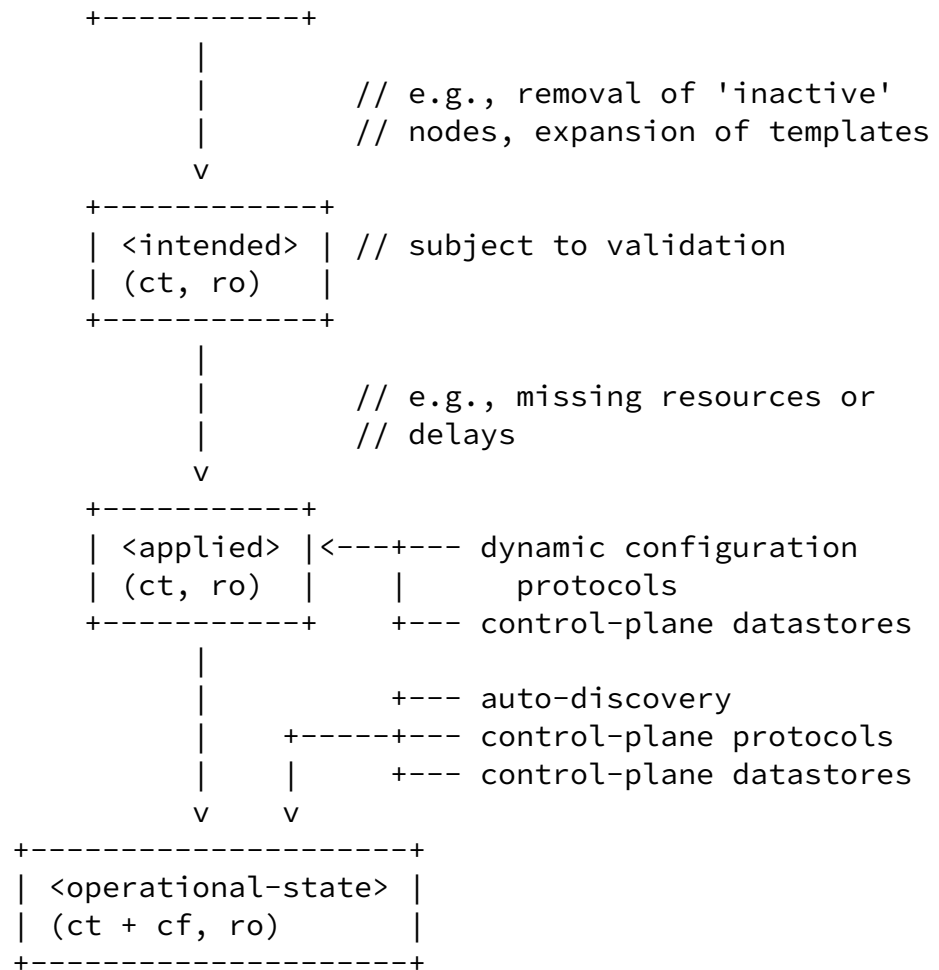 +-----------+
|
| // e.g., removal of 'inactive'
| // nodes, expansion of templates
v
+------------+
| <intended> | // subject to validation
| (ct, ro) |
+------------+
|
| // e.g., missing resources or
| // delays
v
+-----------+
| <applied> |<---+--- dynamic configuration
| (ct, ro) | | protocols
+-----------+ +--- control-plane datastores
|
| +--- auto-discovery
| +-----+--- control-plane protocols
| | +--- control-plane datastores
v v
+---------------------+
| <operational-state> |
| (ct + cf, ro) |
+---------------------+